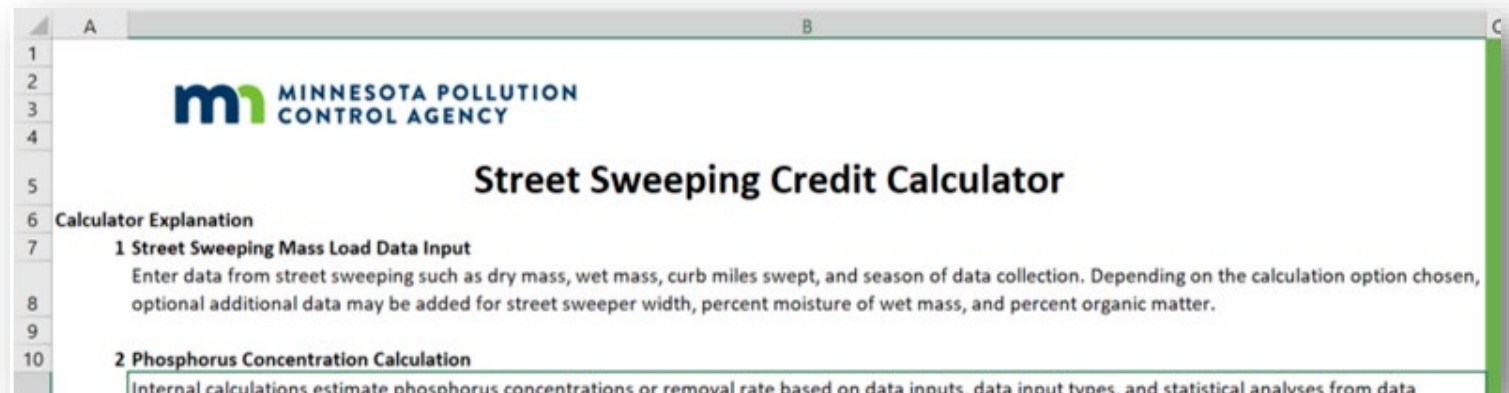 A B C
1
2
3
4
mn MINNESOTA POLLUTION
CONTROL AGENCY
5 Street Sweeping Credit Calculator
6 Calculator Explanation
7 1 Street Sweeping Mass Load Data Input
Enter data from street sweeping such as dry mass, wet mass, curb miles swept, and season of data collection. Depending on the calculation option chosen,
8 optional additional data may be added for street sweeper width, percent moisture of wet mass, and percent organic matter.
9
10 2 Phosphorus Concentration Calculation
Internal calculations estimate phosphorus concentrations or removal rate based on data inputs, data input types, and statistical analyses from data